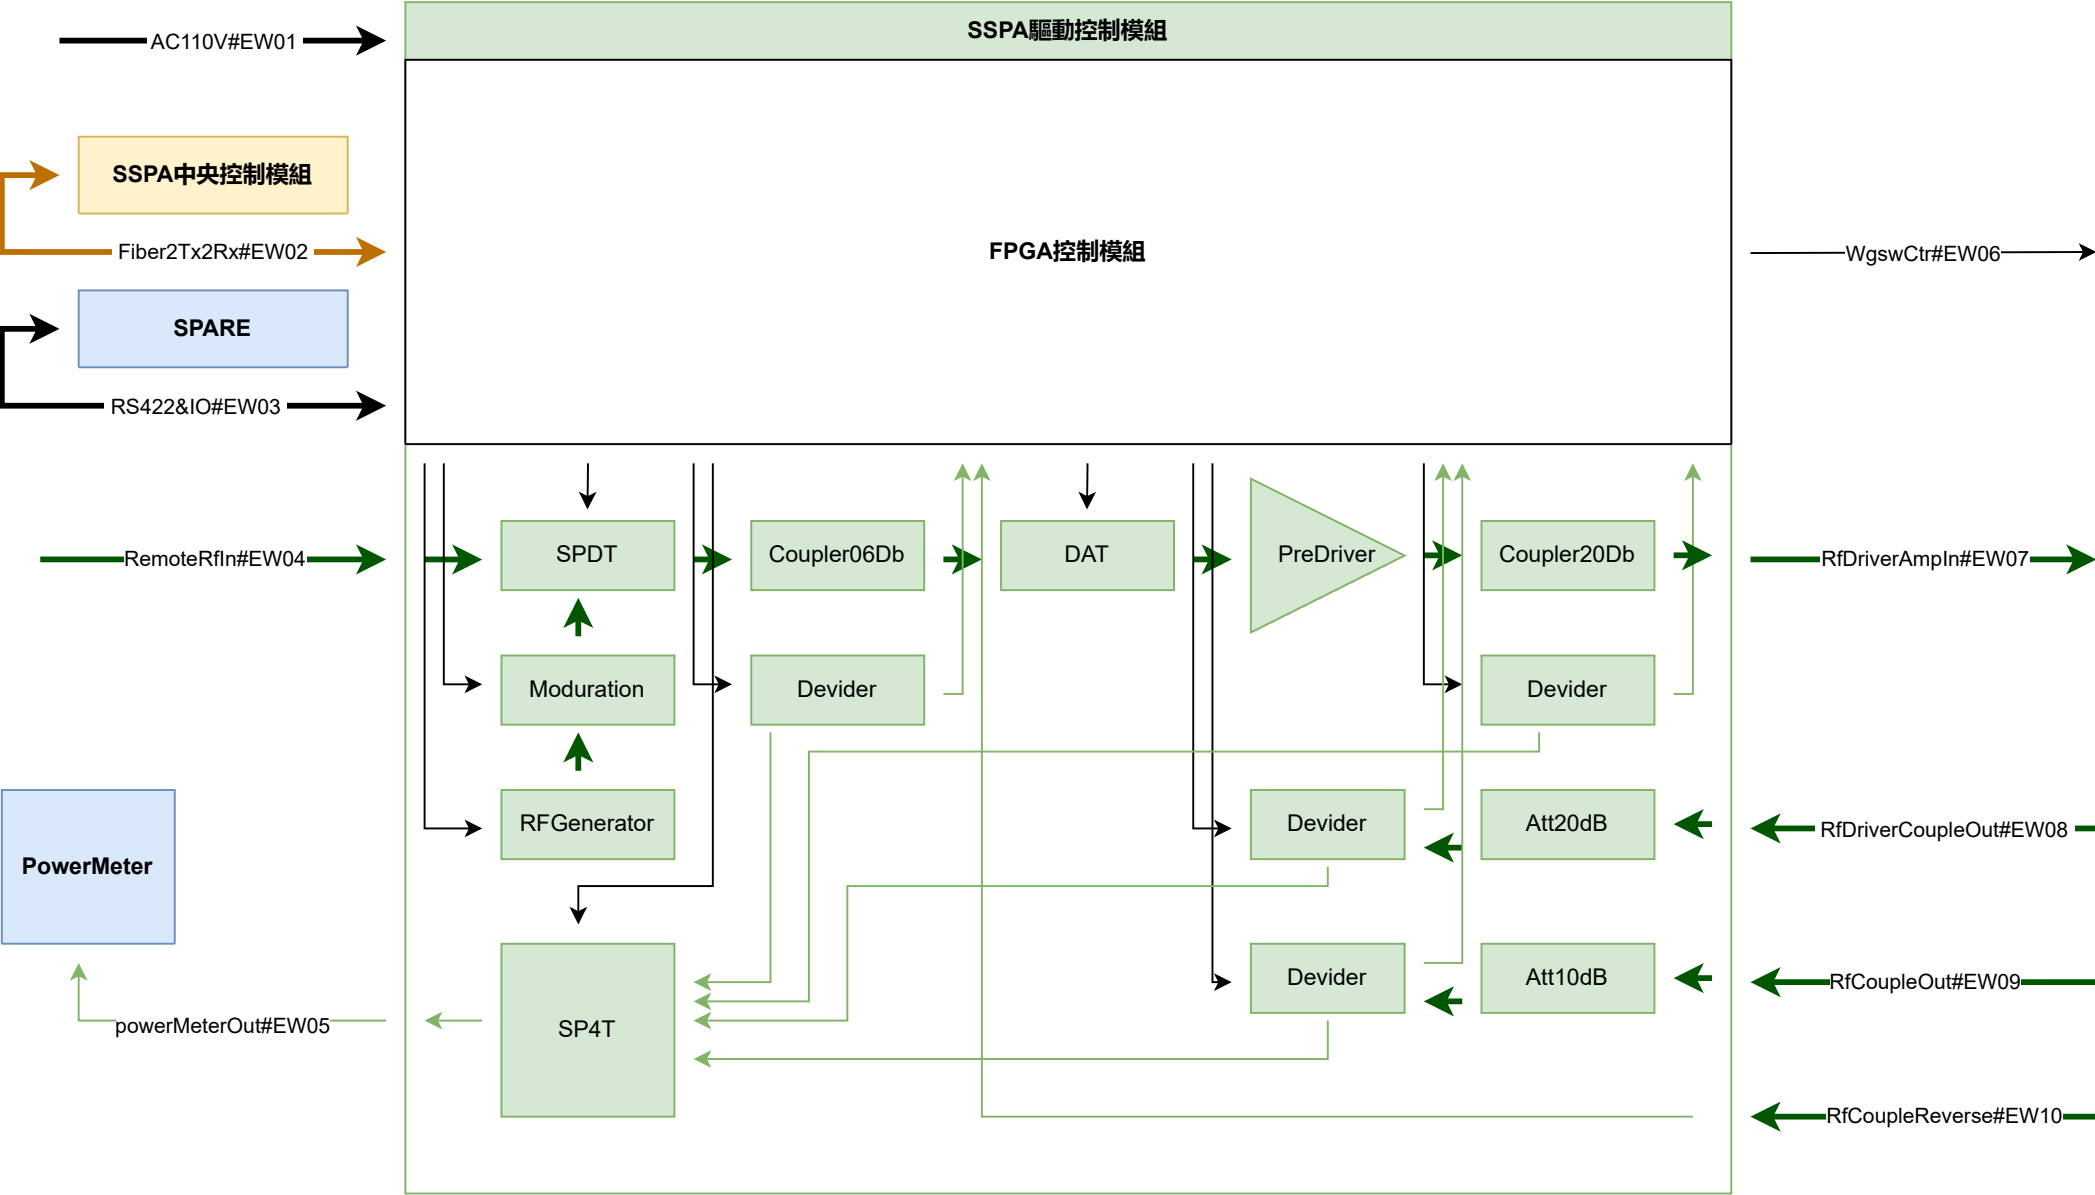 SSPA驅動控制模組
AC110V#EW01
SSPA中央控制模組
Fiber2Tx2Rx#EW02
FPGA控制模組
WgswCtr#EW06
SPARE
RS422&IO#EW03
RemoteRfIn#EW04
SPDT
Coupler06Db
DAT
PreDriver
Coupler20Db
RfDriverAmpIn#EW07
Moduration
Devider
Devider
RFGenerator
Devider
Att20dB
RfDriverCoupleOut#EW08
PowerMeter
Devider
Att10dB
RfCoupleOut#EW09
powerMeterOut#EW05
SP4T
RfCoupleReverse#EW10